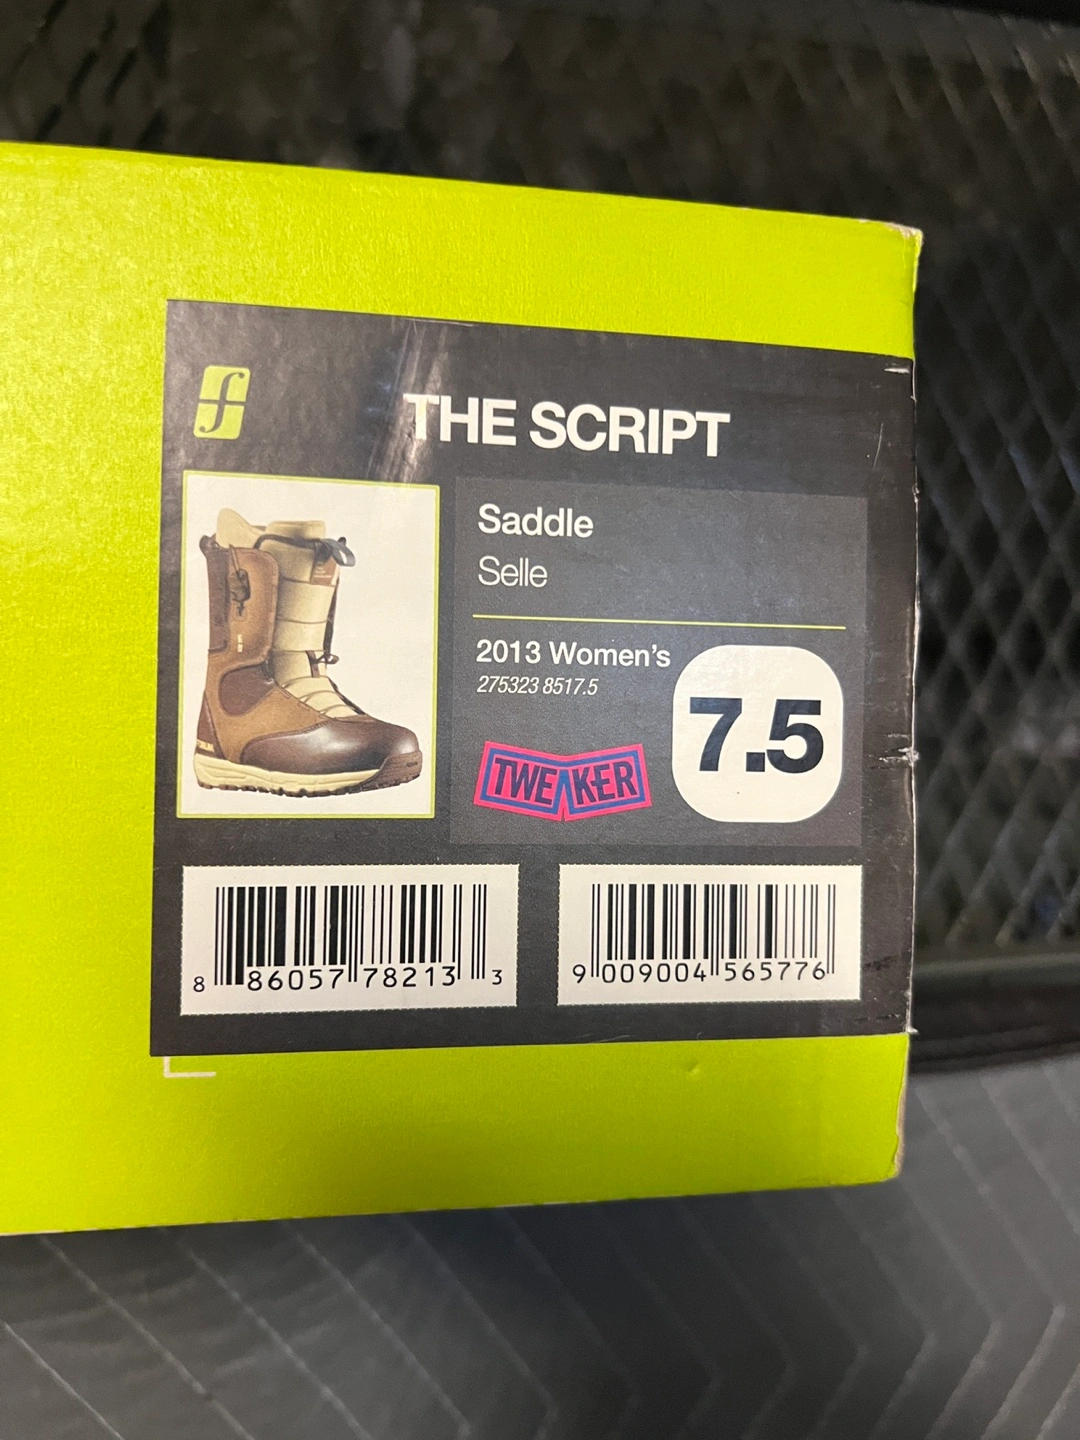 f
THE SCRIPT
Saddle
Selle
2013 Women's
275323 8517.5
7.5
TWEAKER
8 86057 78213 3
9 009004 565776